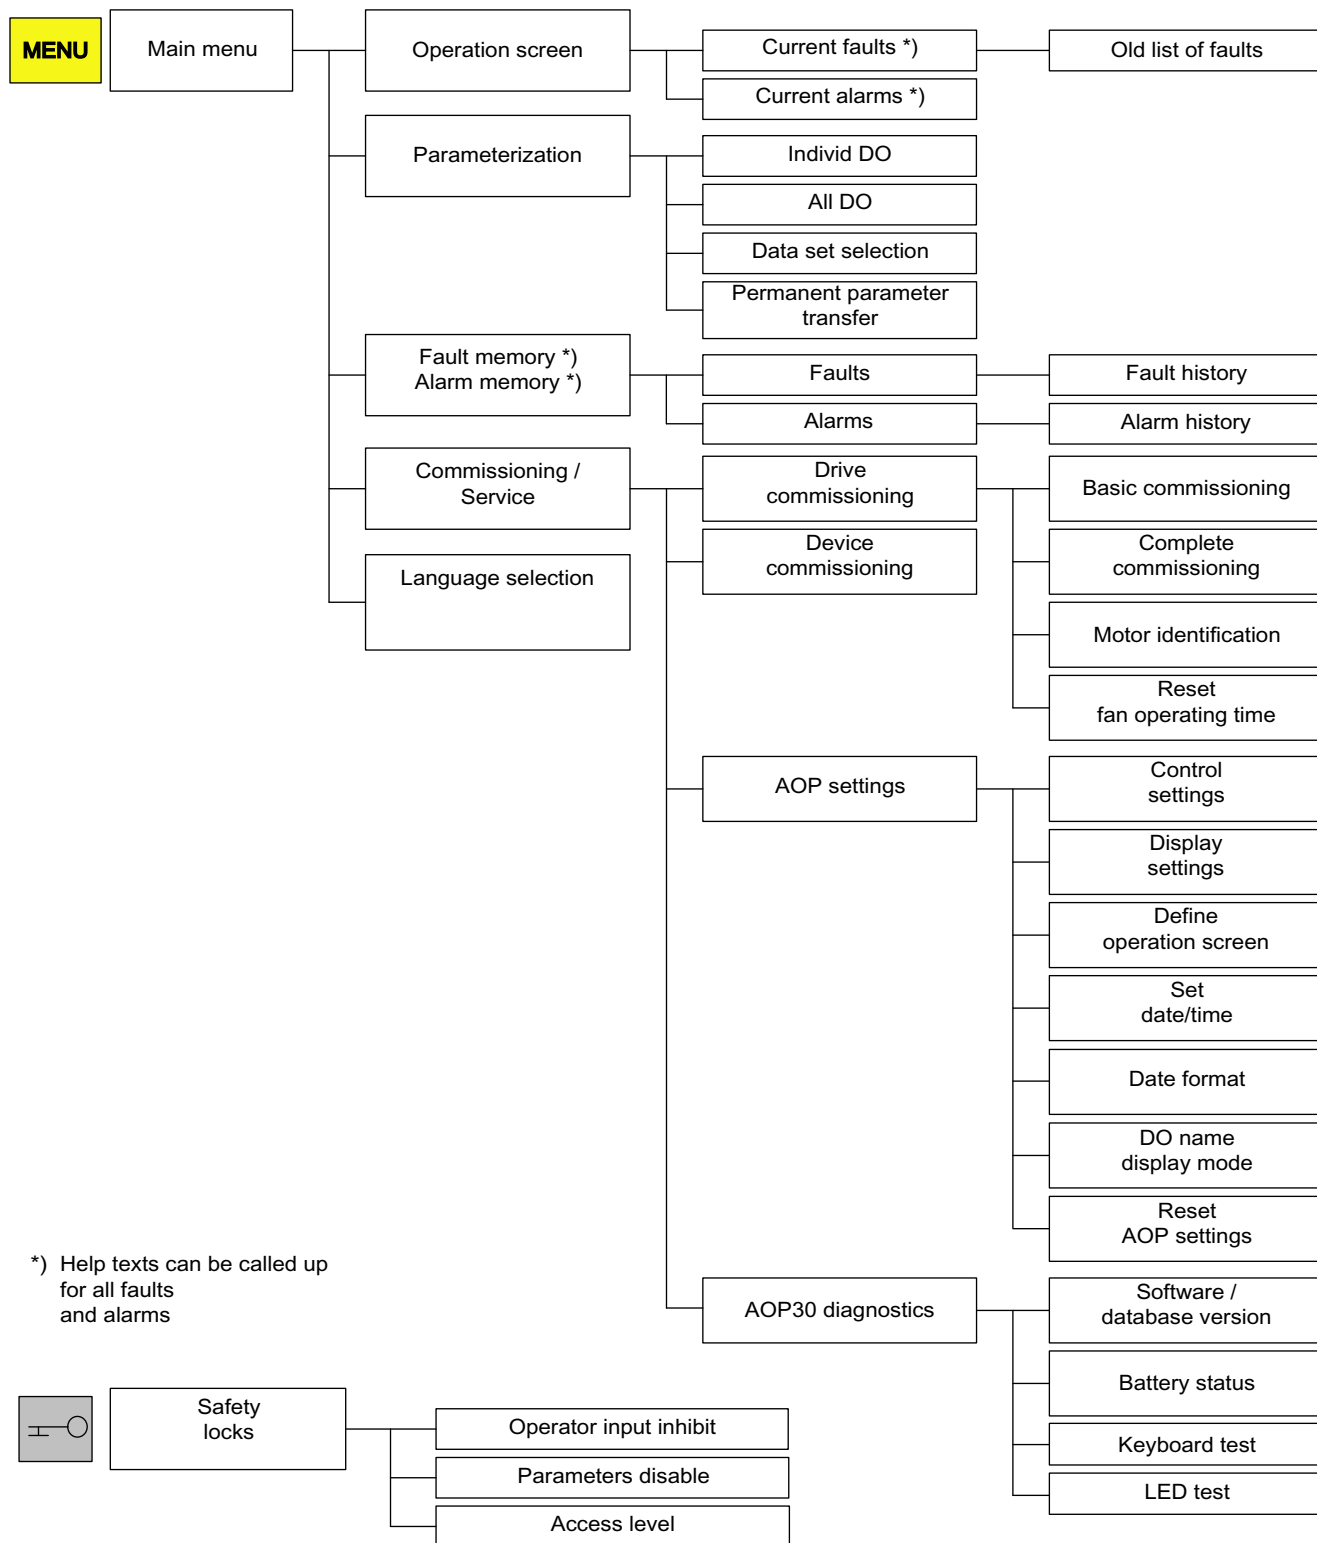 MENU
Main menu
Operation screen
Current faults *)
Old list of faults
Current alarms *)
Parameterization
Individ DO
All DO
Data set selection
Permanent parameter
transfer
Fault memory *)
Alarm memory *)
Faults
Fault history
Alarms
Alarm history
Commissioning /
Service
Drive
commissioning
Basic commissioning
Device
commissioning
Complete
commissioning
Language selection
Motor identification
Reset
fan operating time
AOP settings
Control
settings
Display
settings
Define
operation screen
Set
date/time
Date format
DO name
display mode
Reset
AOP settings
*) Help texts can be called up
for all faults
and alarms
AOP30 diagnostics
Software /
database version
Battery status
Keyboard test
LED test
Safety
locks
Operator input inhibit
Parameters disable
Access level